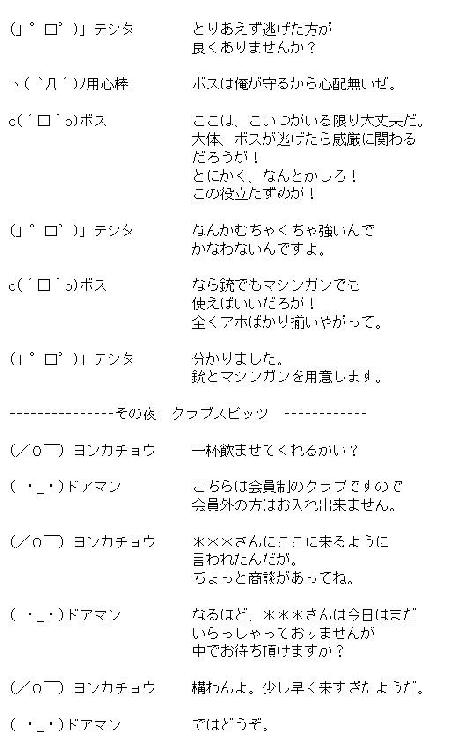 (｣゜ロ゜)｣テシタ　とりあえず逃げた方が
良くありませんか？
ヽ(｀Д´)ﾉ用心棒　ボスは俺が守るから心配無いぜ。
c(´ロ｀c)ボス　ここは、こいつがいる限り大丈夫だ。
大体、ボスが逃げたら威厳に関わる
だろうが！
とにかく、なんとかしろ！
この役立たずめが！
(｣゜ロ゜)｣テシタ　なんかむちゃくちゃ強いんで
かなわないんですよ。
c(´ロ｀c)ボス　なら銃でもマシンガンでも
使えばいいだろが！
全くアホばかり揃いやがって。
(｣゜ロ゜)｣テシタ　分かりました。
銃とマシンガンを用意します。
---------------その夜　クラブスピッツ　------------
(／○￣) ヨンカチョウ　一杯飲ませてくれるかい？
( ・_・)ドアマン　こちらは会員制のクラブですので
会員外の方はお入れ出来ません。
(／○￣) ヨンカチョウ　＊＊＊さんにここに来るように
言われたんだが。
ちょっと商談があってね。
( ・_・)ドアマン　なるほど、＊＊＊さんは今日はまだ
いらっしゃっておりませんが
中でお待ち頂けますか？
(／○￣) ヨンカチョウ　構わんよ。少し早く来すぎたようだ。
( ・_・)ドアマン　ではどうぞ。